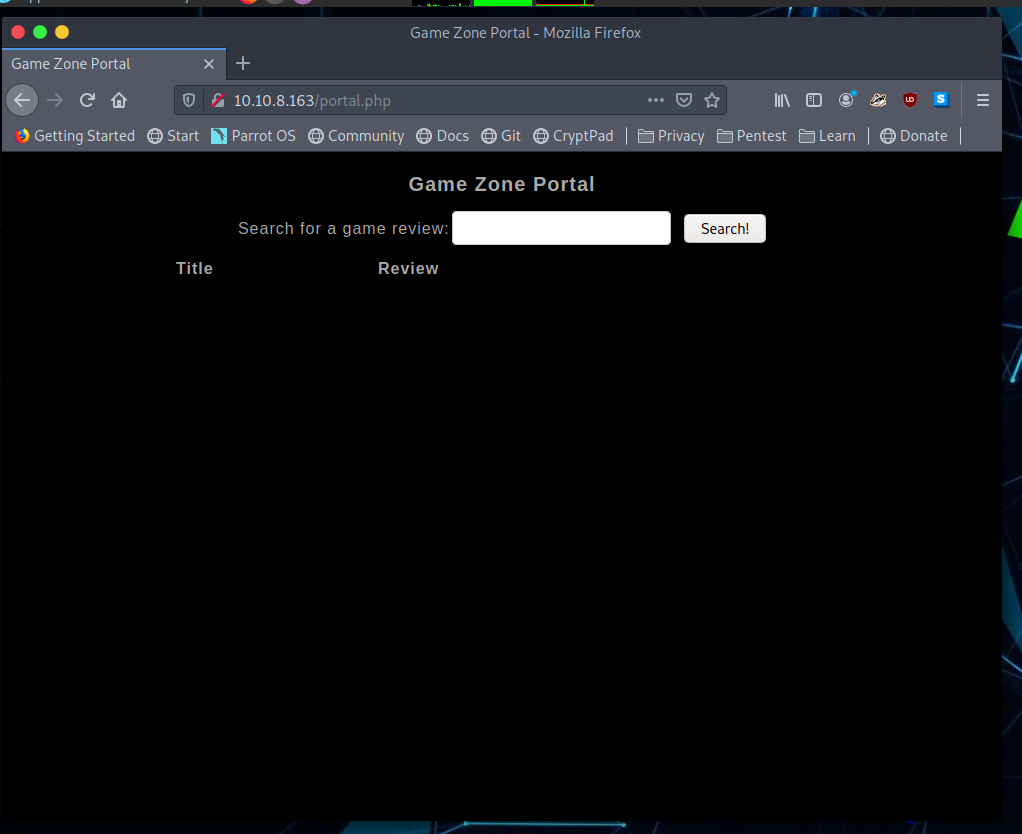 Game Zone Portal - Mozilla Firefox
Game Zone Portal
10.10.8.163/portal.php
Getting Started Start Parrot OS Community Docs Git CryptPad Privacy Pentest Learn Donate
Game Zone Portal
Search for a game review: Search!
Title Review